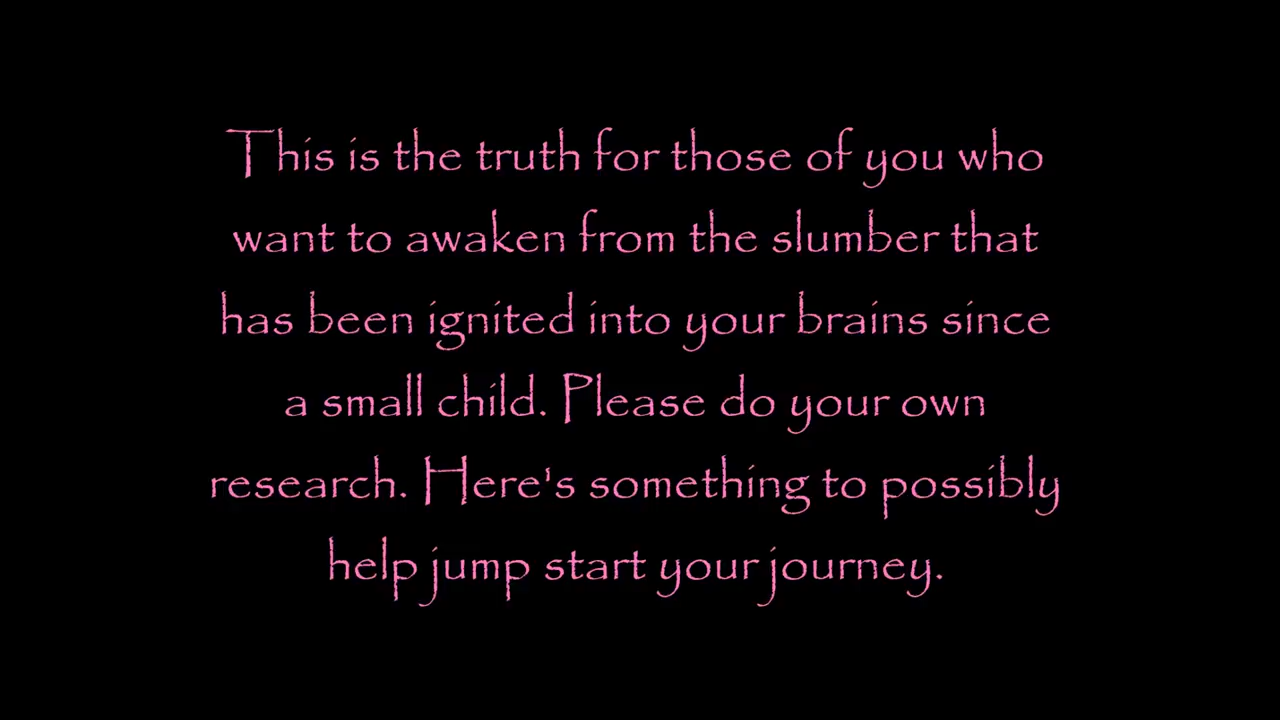 This is the truth for those of you who
want to awaken from the slumber that
has been ignited into your brains since
a small child. Please do your own
research. Here's something to possibly
help jump start your journey.